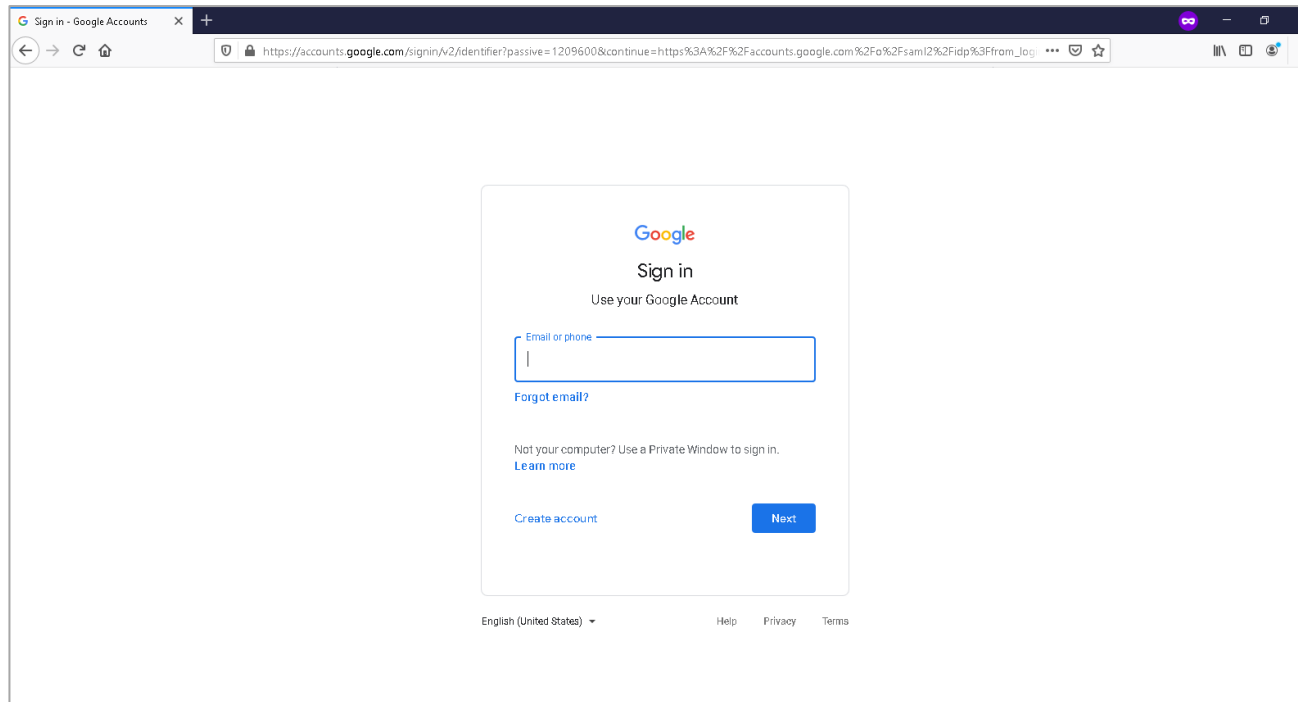 Sign in - Google Accounts
https://accounts.google.com/signin/v2/identifier?passive=1209600&continue=https%3A%2F%2Faccounts.google.com%2Fo%2Fsaml2%2Fidp%3Ffrom_log
Google
Sign in
Use your Google Account
Email or phone
Forgot email?
Not your computer? Use a Private Window to sign in.
Learn more
Create account
Next
English (United States)
Help Privacy Terms